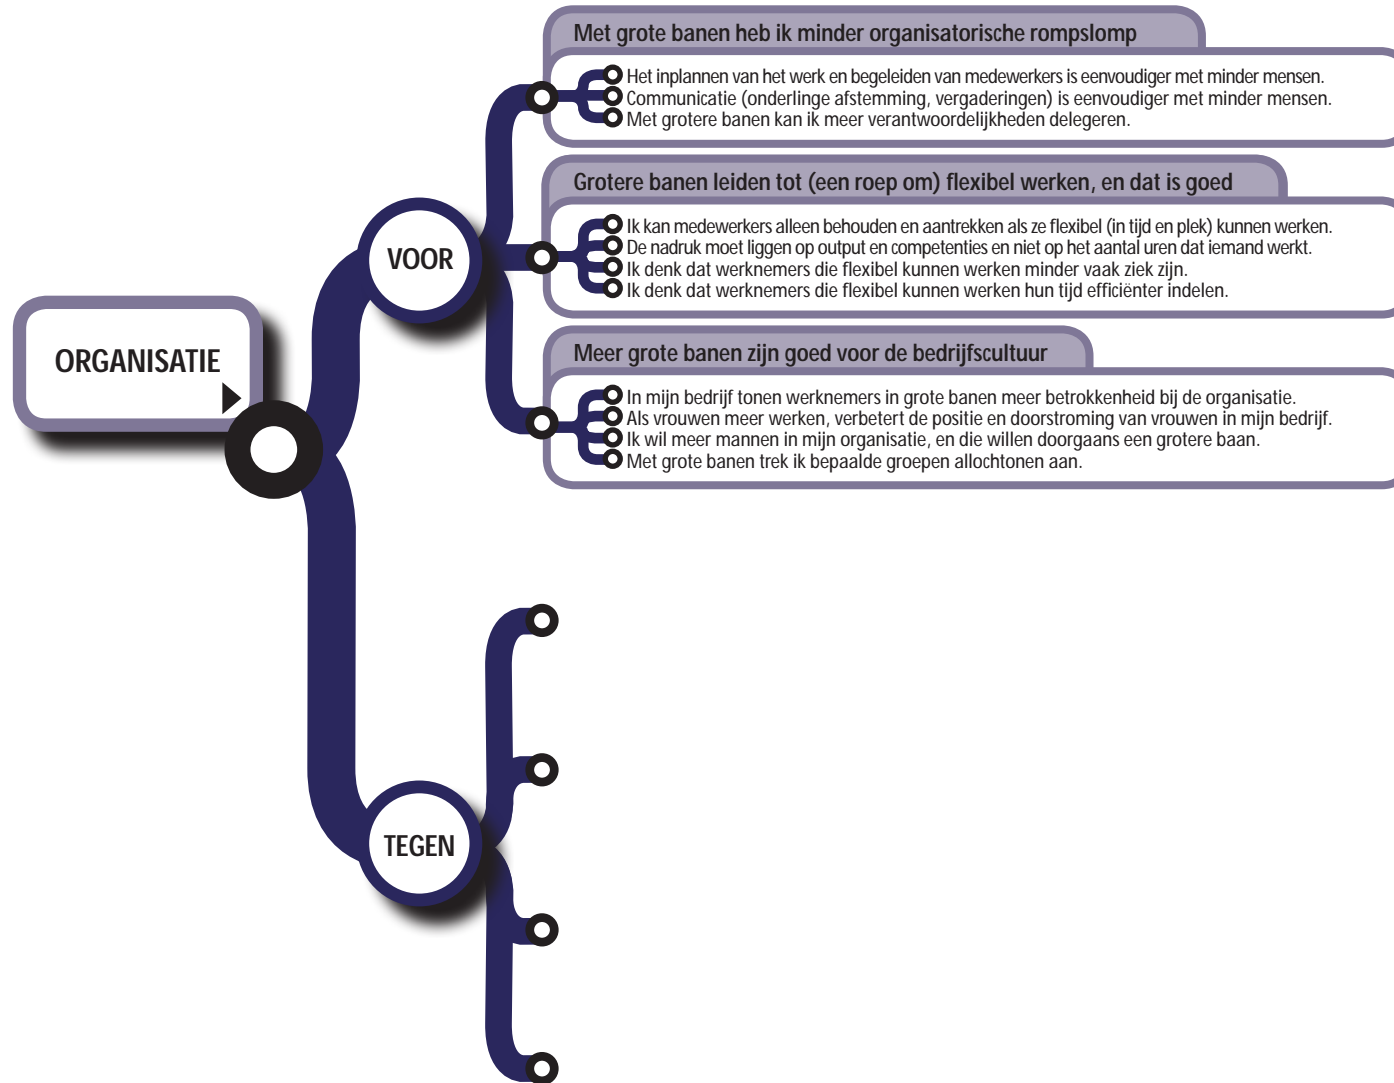 Met grote banen heb ik minder organisatorische rompslomp
Het inplannen van het werk en begeleiden van medewerkers is eenvoudiger met minder mensen.
Communicatie (onderlinge afstemming, vergaderingen) is eenvoudiger met minder mensen.
Met grotere banen kan ik meer verantwoordelijkheden delegeren.
Grotere banen leiden tot (een roep om) flexibel werken, en dat is goed
Ik kan medewerkers alleen behouden en aantrekken als ze flexibel (in tijd en plek) kunnen werken.
De nadruk moet liggen op output en competenties en niet op het aantal uren dat iemand werkt.
Ik denk dat werknemers die flexibel kunnen werken minder vaak ziek zijn.
Ik denk dat werknemers die flexibel kunnen werken hun tijd efficiënter indelen.
VOOR
ORGANISATIE
Meer grote banen zijn goed voor de bedrijfscultuur
In mijn bedrijf tonen werknemers in grote banen meer betrokkenheid bij de organisatie.
Als vrouwen meer werken, verbetert de positie en doorstroming van vrouwen in mijn bedrijf.
Ik wil meer mannen in mijn organisatie, en die willen doorgaans een grotere baan.
Met grote banen trek ik bepaalde groepen allochtonen aan.
TEGEN